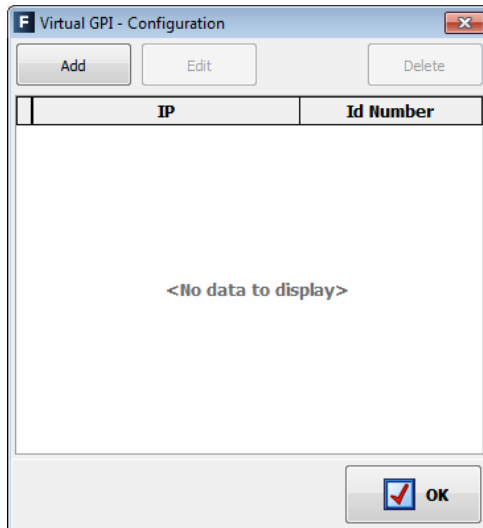 F Virtual GPI - Configuration
Add Edit Delete
IP Id Number
<No data to display>
OK